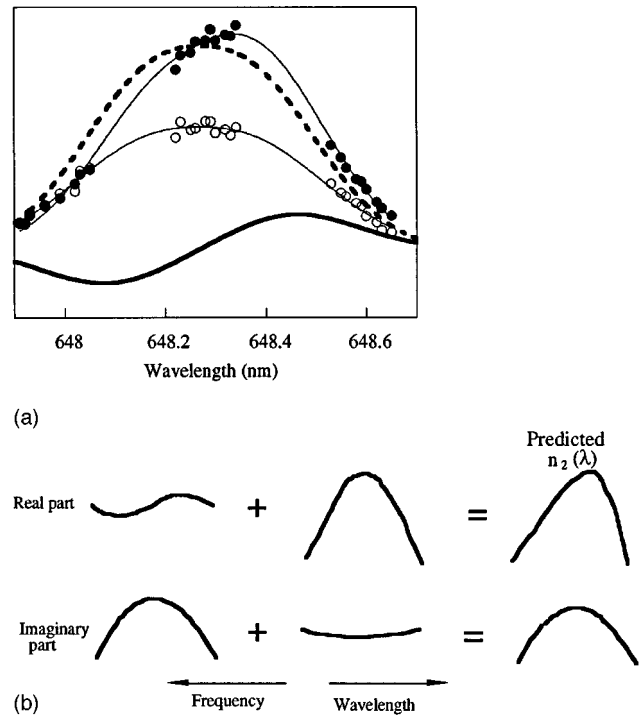 648 648.2 648.4 648.6
Wavelength (nm)
(a)
Predicted
n₂(λ)
Real part + =
Imaginary
part + =
Frequency Wavelength
(b)